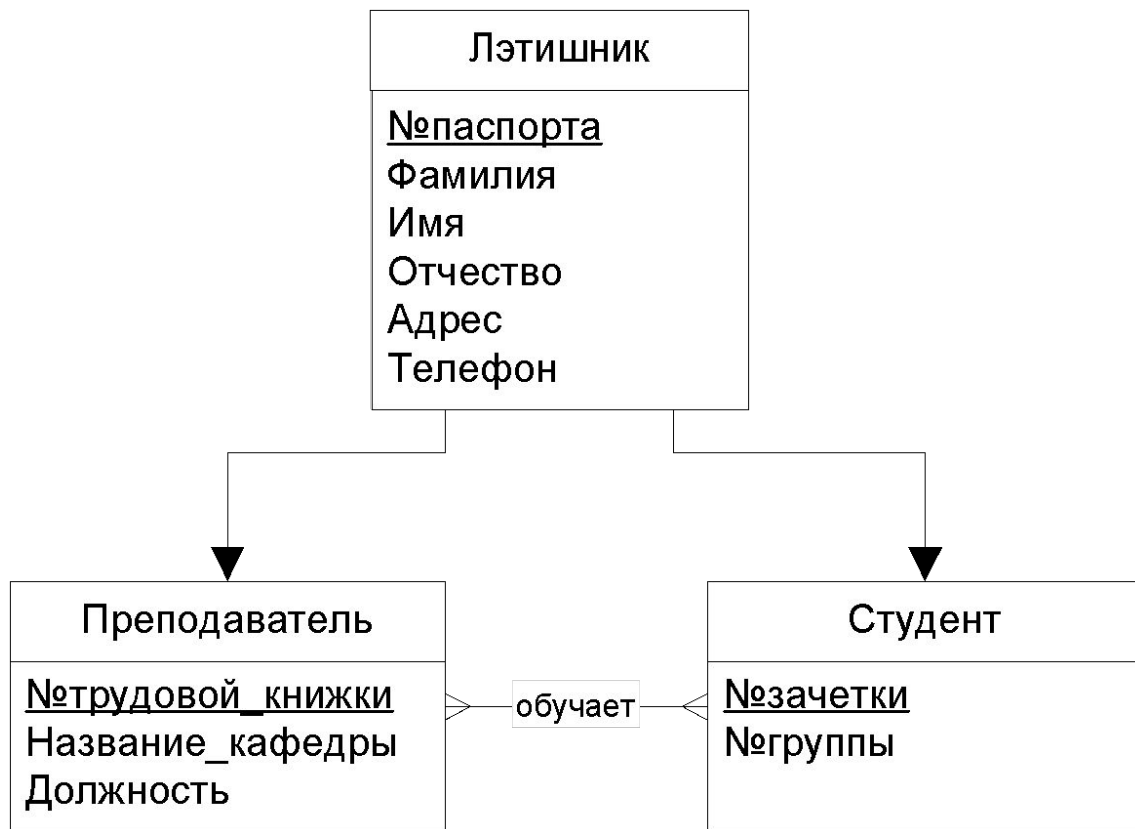 Лэтишник
№паспорта
Фамилия
Имя
Отчество
Адрес
Телефон
Преподаватель
№трудовой_книжки
Название_кафедры
Должность
обучает
Студент
№зачетки
№группы